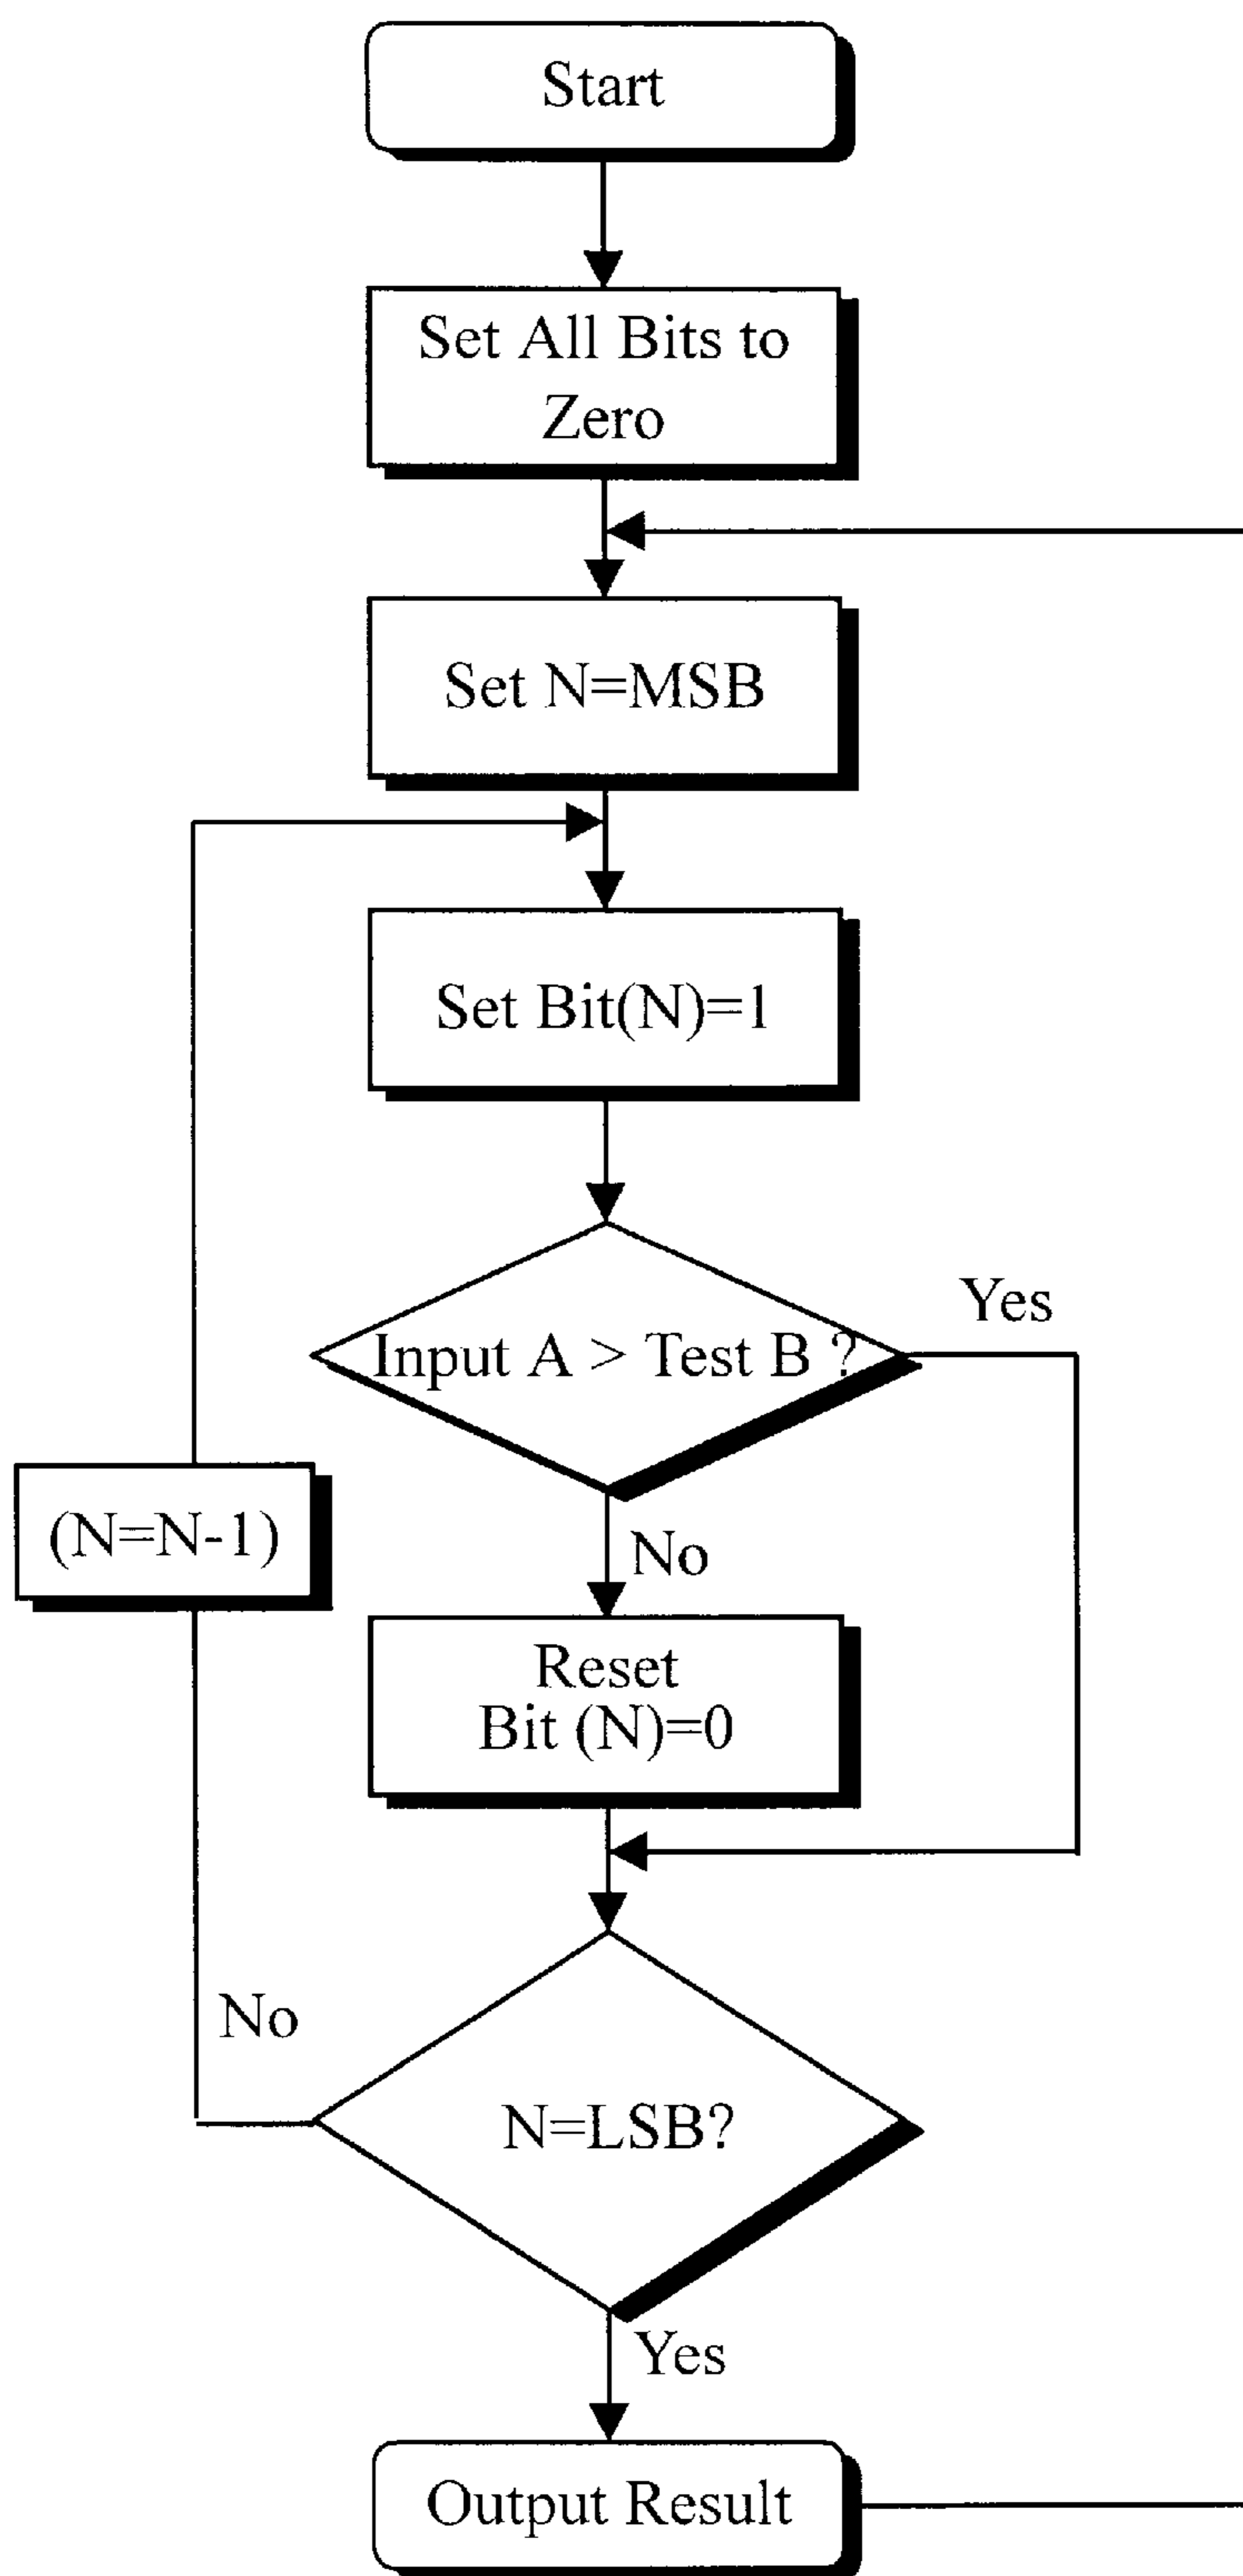 Start
Set All Bits to
Zero
Set N=MSB
Set Bit(N)=1
Input A > Test B ?
Yes
No
(N=N-1)
Reset
Bit (N)=0
No
N=LSB?
Yes
Output Result